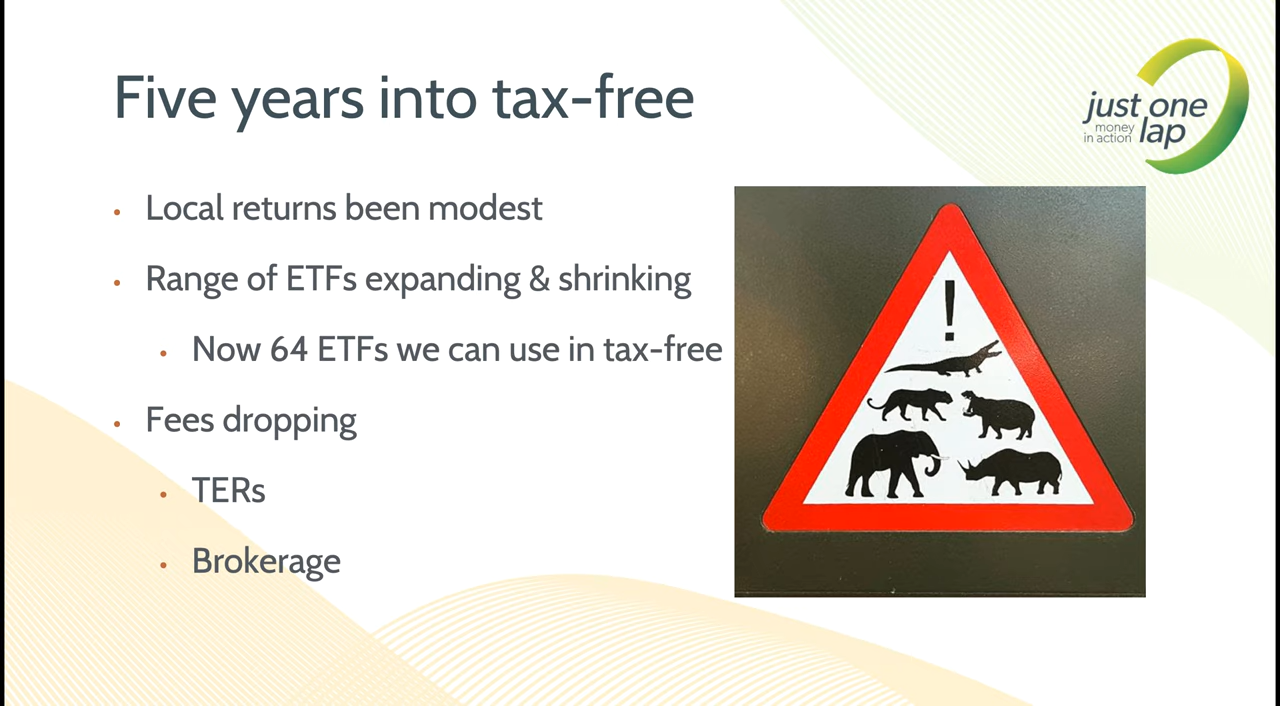 Five years into tax-free
just one
money
in action
lap
• Local returns been modest
• Range of ETFs expanding & shrinking
• Now 64 ETFs we can use in tax-free
• Fees dropping
• TERs
• Brokerage
!